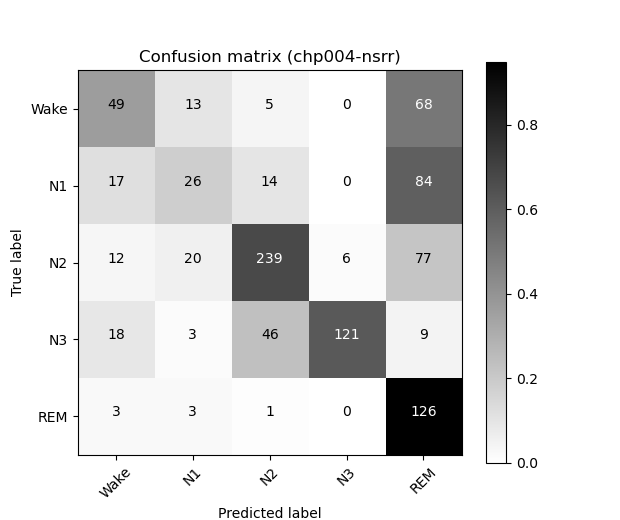 Confusion matrix (chp004-nsrr)
True label
Wake 49 13 5 0 68
N1 17 26 14 0 84
N2 12 20 239 6 77
N3 18 3 46 121 9
REM 3 3 1 0 126
Wake N1 N2 N3 REM
Predicted label
0.8
0.6
0.4
0.2
0.0